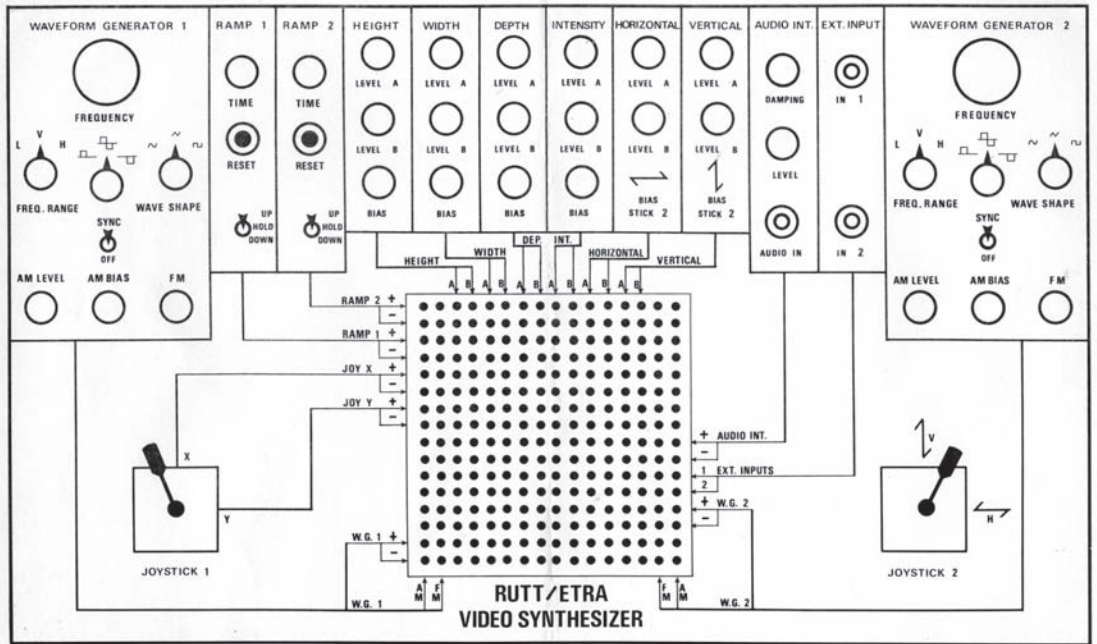 WAVEFORM GENERATOR 1
FREQUENCY
L V H
FREQ. RANGE
WAVE SHAPE
SYNC
OFF
AM LEVEL AM BIAS FM
RAMP 1
TIME
RESET
UP
HOLD
DOWN
RAMP 2
TIME
RESET
UP
HOLD
DOWN
HEIGHT
LEVEL A
LEVEL B
BIAS
WIDTH
LEVEL A
LEVEL B
BIAS
DEPTH
LEVEL A
LEVEL B
BIAS
INTENSITY
LEVEL A
LEVEL B
BIAS
HORIZONTAL
LEVEL A
LEVEL B
BIAS
STICK 2
VERTICAL
LEVEL A
LEVEL B
BIAS
STICK 2
AUDIO INT.
DAMPING
LEVEL
AUDIO IN
EXT. INPUT
IN 1
IN 2
WAVEFORM GENERATOR 2
FREQUENCY
L V H
FREQ. RANGE
WAVE SHAPE
SYNC
OFF
AM LEVEL AM BIAS FM
HEIGHT WIDTH DEP. INT. HORIZONTAL VERTICAL
A B A B A B A B A B A B
RAMP 2 +
−
RAMP 1 +
−
JOY X +
−
JOY Y +
−
W.G. 1 +
−
+ AUDIO INT.
−
1 EXT. INPUTS
2
+ W.G. 2
−
X
Y
JOYSTICK 1
V
H
JOYSTICK 2
W.G. 1
AM FM
FM AM
W.G. 2
RUTT/ETRA
VIDEO SYNTHESIZER